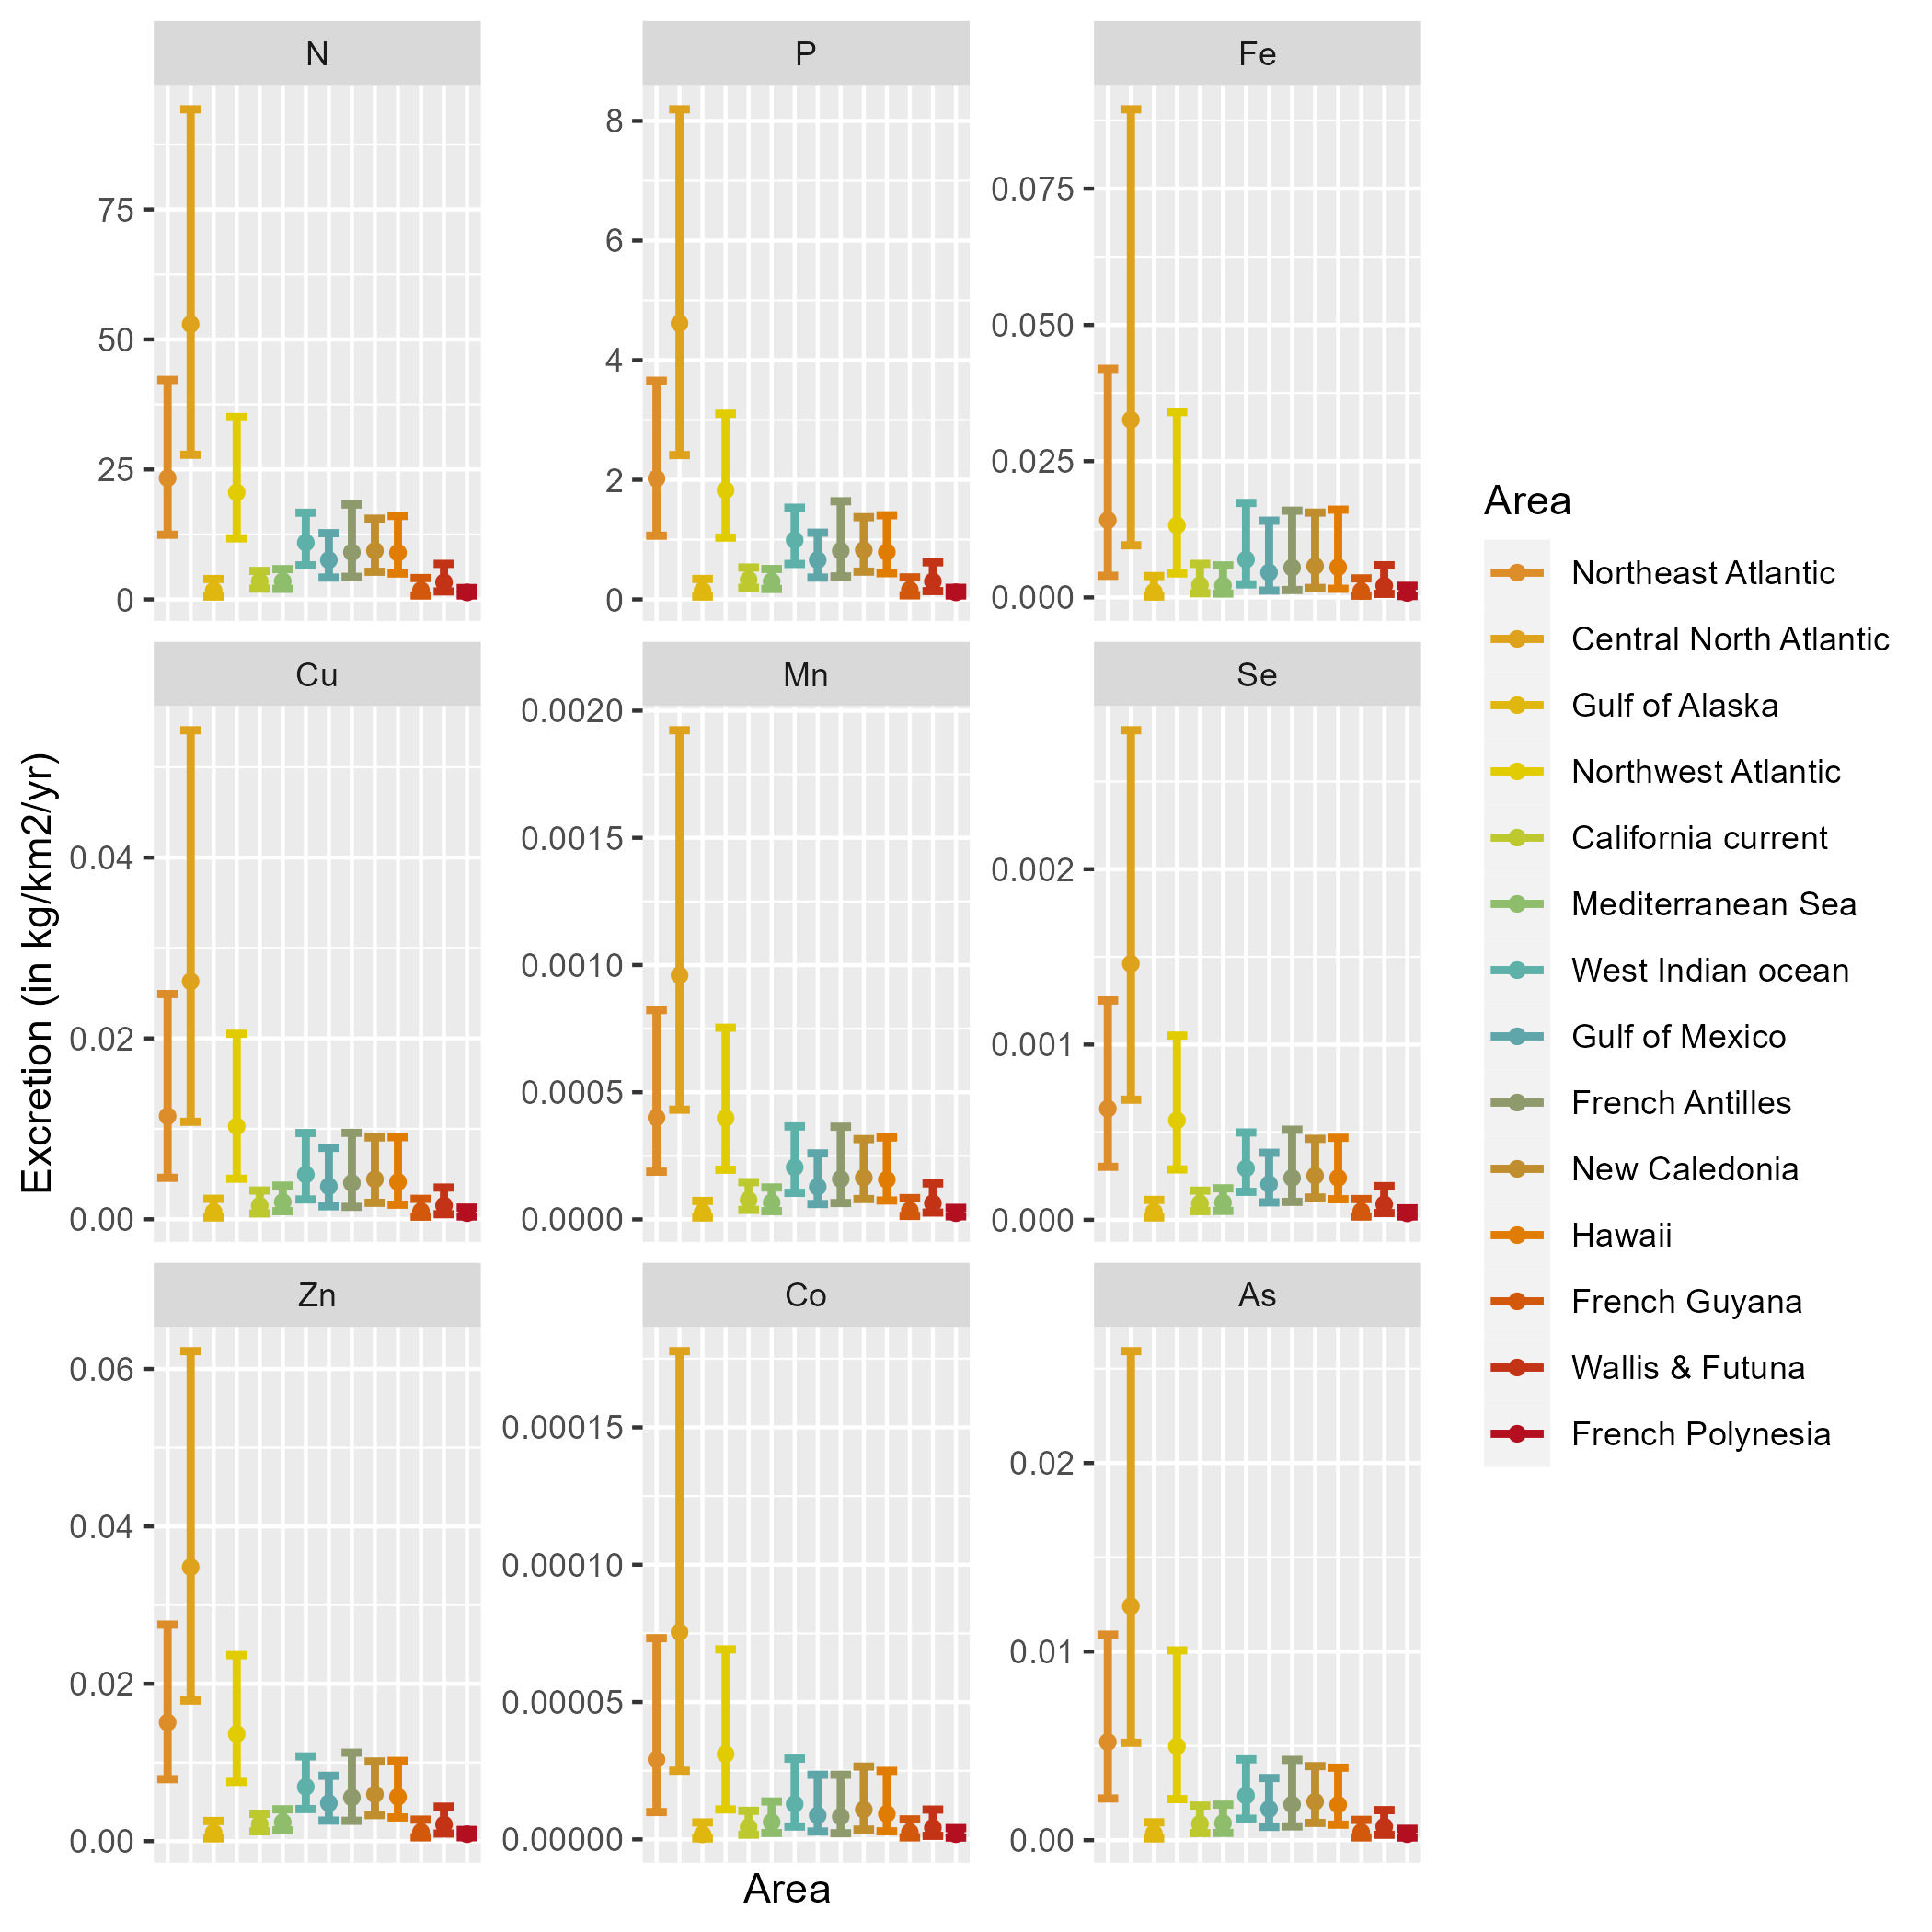 N
P
Fe
75
50
25
0
8
6
4
2
0
0.075
0.050
0.025
0.000
Cu
Mn
Se
0.04
0.02
0.00
0.0020
0.0015
0.0010
0.0005
0.0000
0.002
0.001
0.000
Zn
Co
As
0.06
0.04
0.02
0.00
0.00015
0.00010
0.00005
0.00000
0.02
0.01
0.00
Excretion (in kg/km2/yr)
Area
Area
Northeast Atlantic
Central North Atlantic
Gulf of Alaska
Northwest Atlantic
California current
Mediterranean Sea
West Indian ocean
Gulf of Mexico
French Antilles
New Caledonia
Hawaii
French Guyana
Wallis & Futuna
French Polynesia